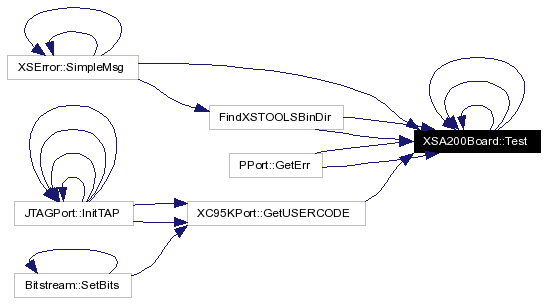 XSError::SimpleMsg
FindXSTOOLSBinDir
XSA200Board::Test
PPort::GetErr
JTAGPort::InitTAP
XC95KPort::GetUSERCODE
Bitstream::SetBits